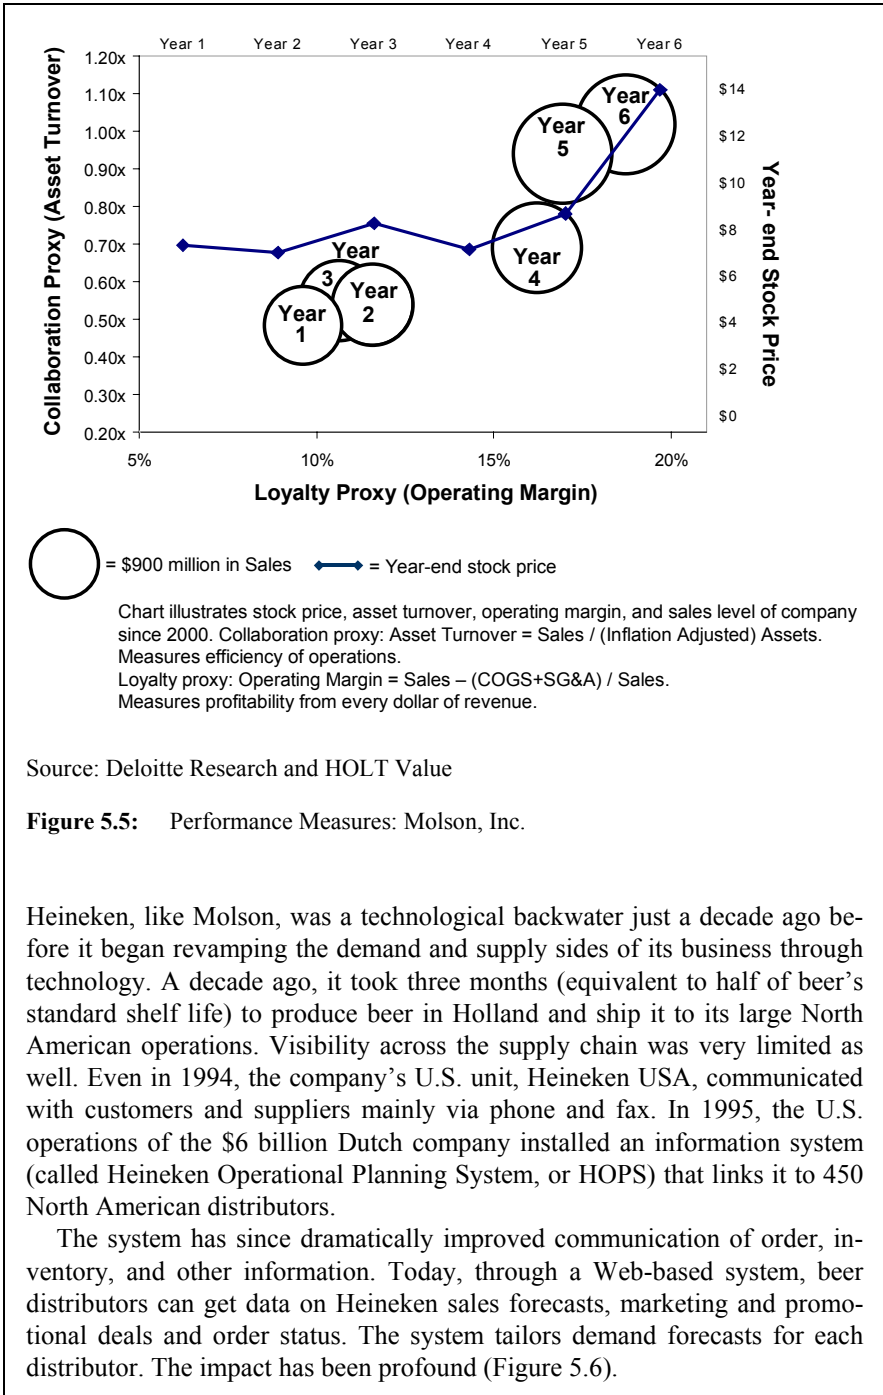 Year 1 Year 2 Year 3 Year 4 Year 5 Year 6
1.20x
1.10x
1.00x
0.90x
0.80x
0.70x
0.60x
0.50x
0.40x
0.30x
0.20x
Collaboration Proxy (Asset Turnover)
$14
$12
$10
$8
$6
$4
$2
$0
Year- end Stock Price
Year
6
Year
5
Year
4
Year
3
Year
2
Year
1
5% 10% 15% 20%
Loyalty Proxy (Operating Margin)
= $900 million in Sales = Year-end stock price
Chart illustrates stock price, asset turnover, operating margin, and sales level of company
since 2000. Collaboration proxy: Asset Turnover = Sales / (Inflation Adjusted) Assets.
Measures efficiency of operations.
Loyalty proxy: Operating Margin = Sales – (COGS+SG&A) / Sales.
Measures profitability from every dollar of revenue.
Source: Deloitte Research and HOLT Value
Figure 5.5: Performance Measures: Molson, Inc.
Heineken, like Molson, was a technological backwater just a decade ago be-
fore it began revamping the demand and supply sides of its business through
technology. A decade ago, it took three months (equivalent to half of beer’s
standard shelf life) to produce beer in Holland and ship it to its large North
American operations. Visibility across the supply chain was very limited as
well. Even in 1994, the company’s U.S. unit, Heineken USA, communicated
with customers and suppliers mainly via phone and fax. In 1995, the U.S.
operations of the $6 billion Dutch company installed an information system
(called Heineken Operational Planning System, or HOPS) that links it to 450
North American distributors.
The system has since dramatically improved communication of order, in-
ventory, and other information. Today, through a Web-based system, beer
distributors can get data on Heineken sales forecasts, marketing and promo-
tional deals and order status. The system tailors demand forecasts for each
distributor. The impact has been profound (Figure 5.6).